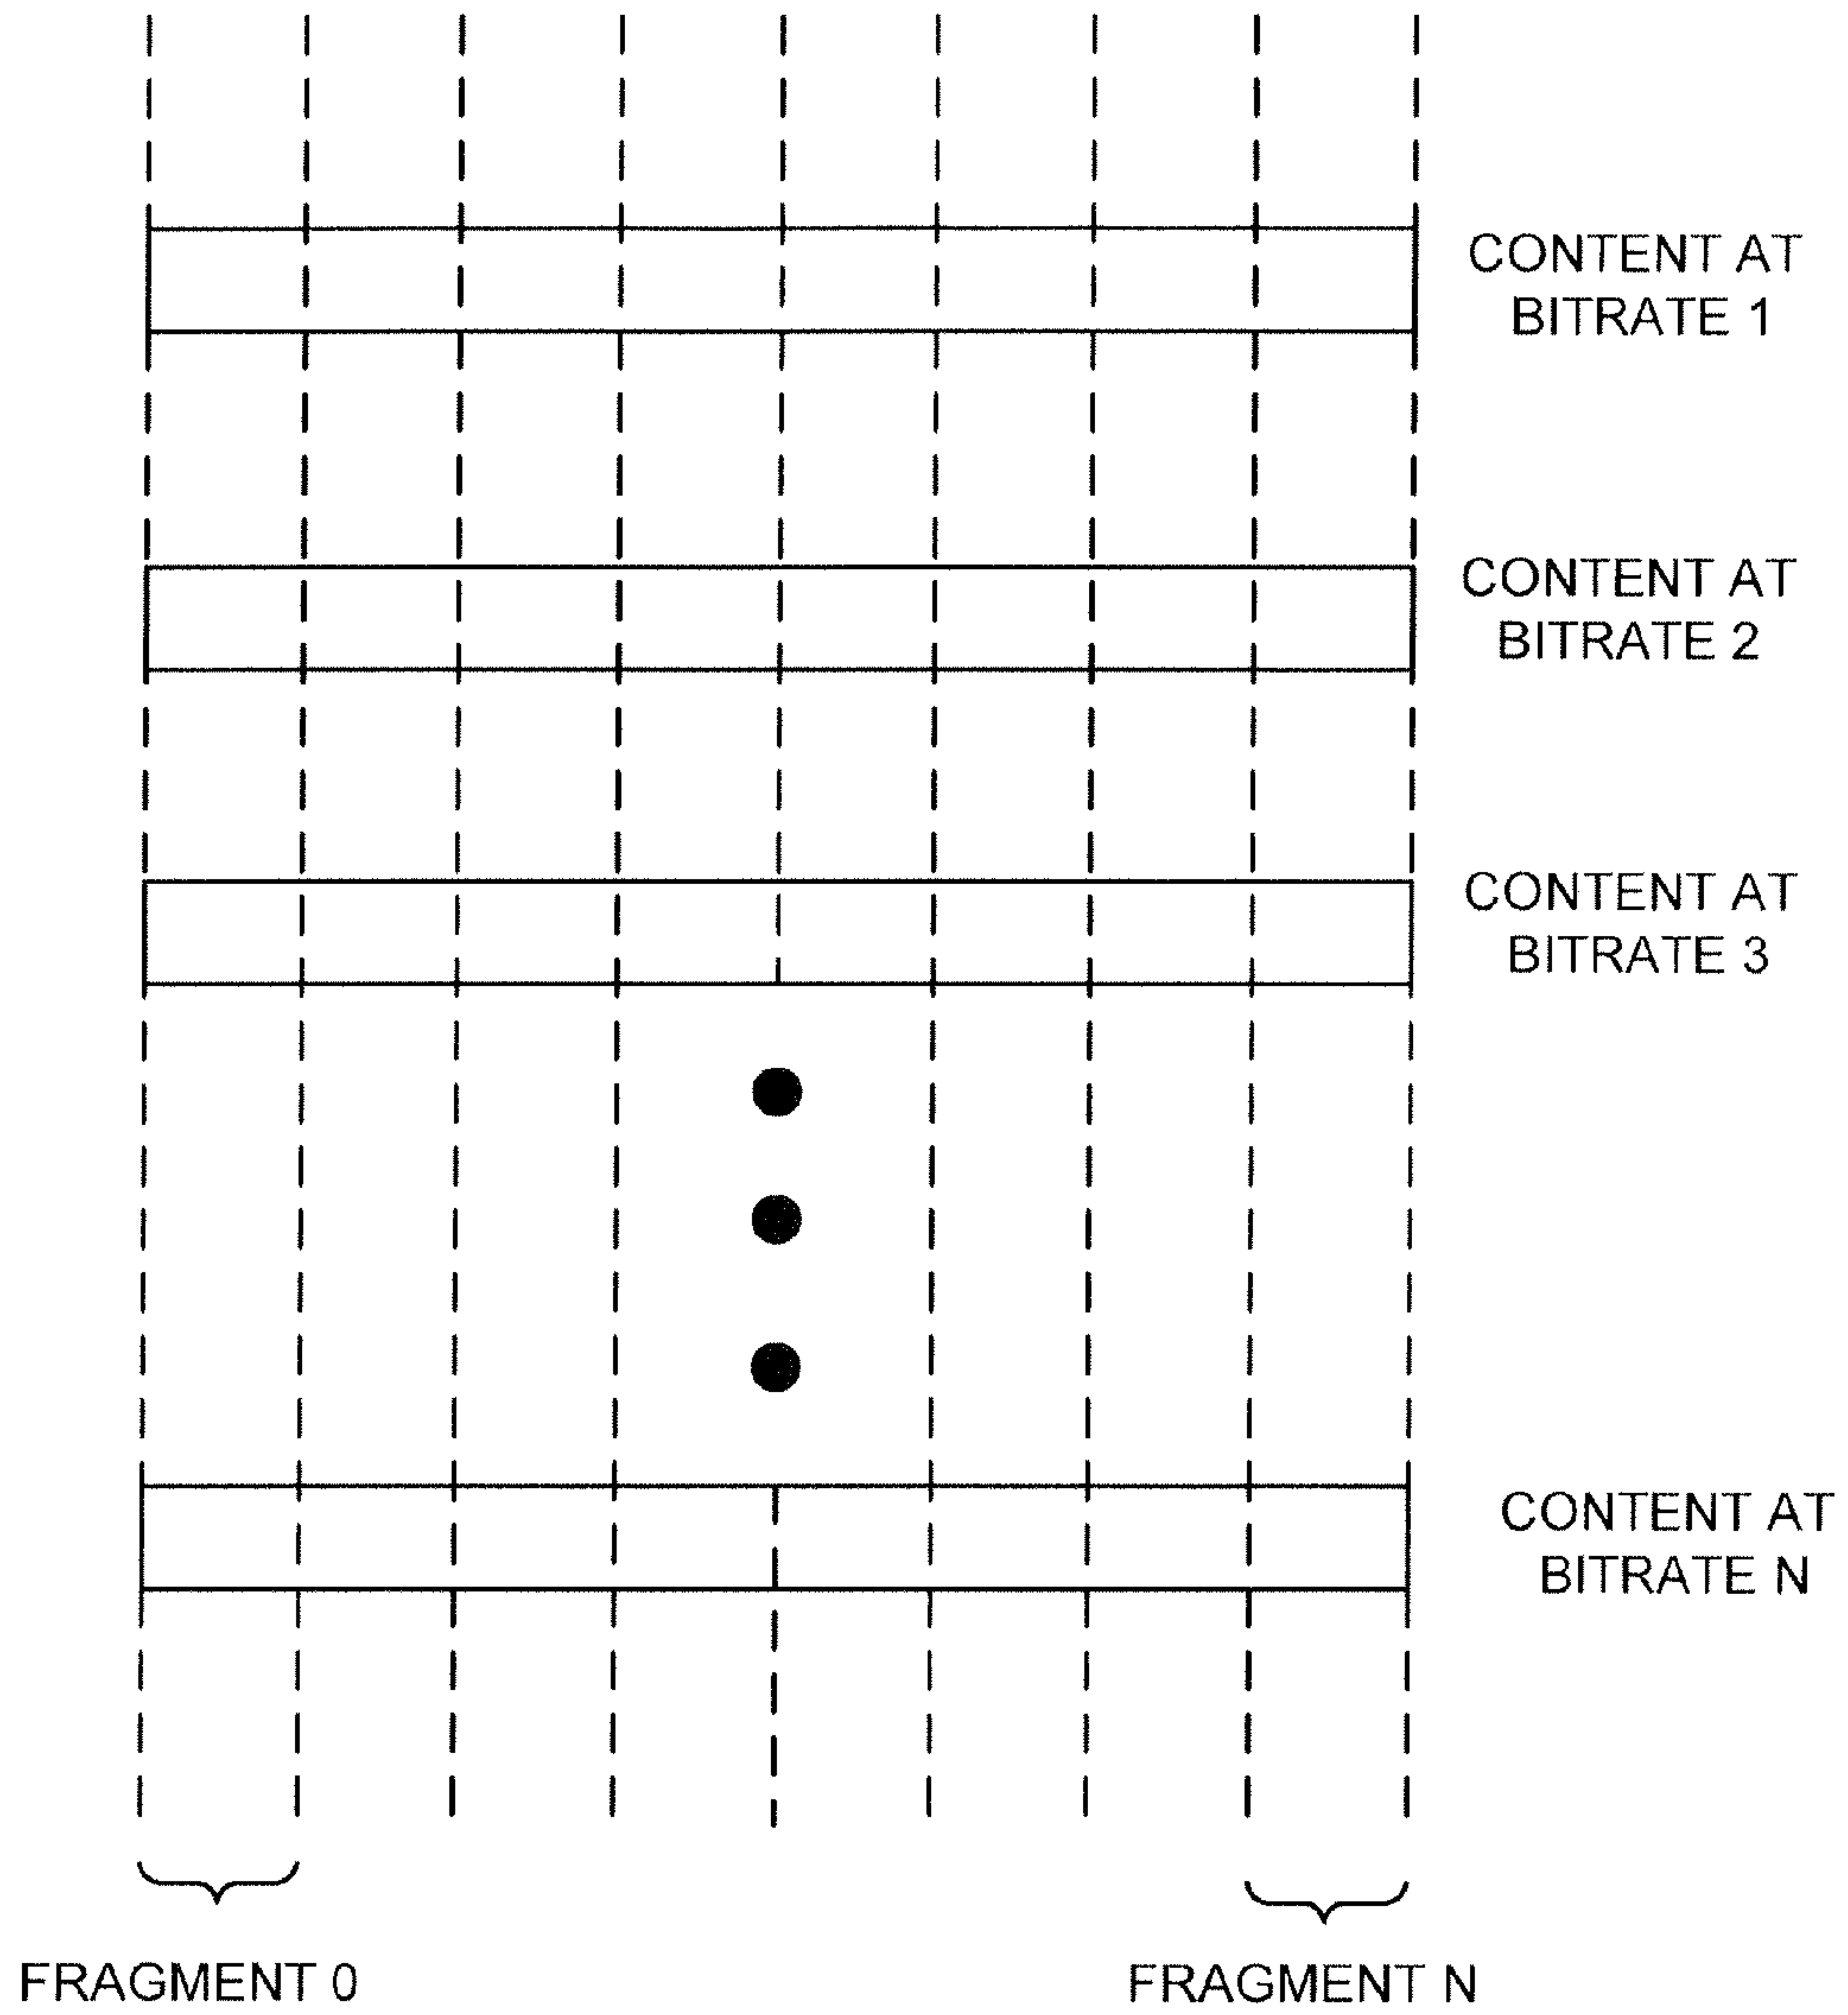 CONTENT AT
BITRATE 1
CONTENT AT
BITRATE 2
CONTENT AT
BITRATE 3
CONTENT AT
BITRATE N
FRAGMENT 0
FRAGMENT N